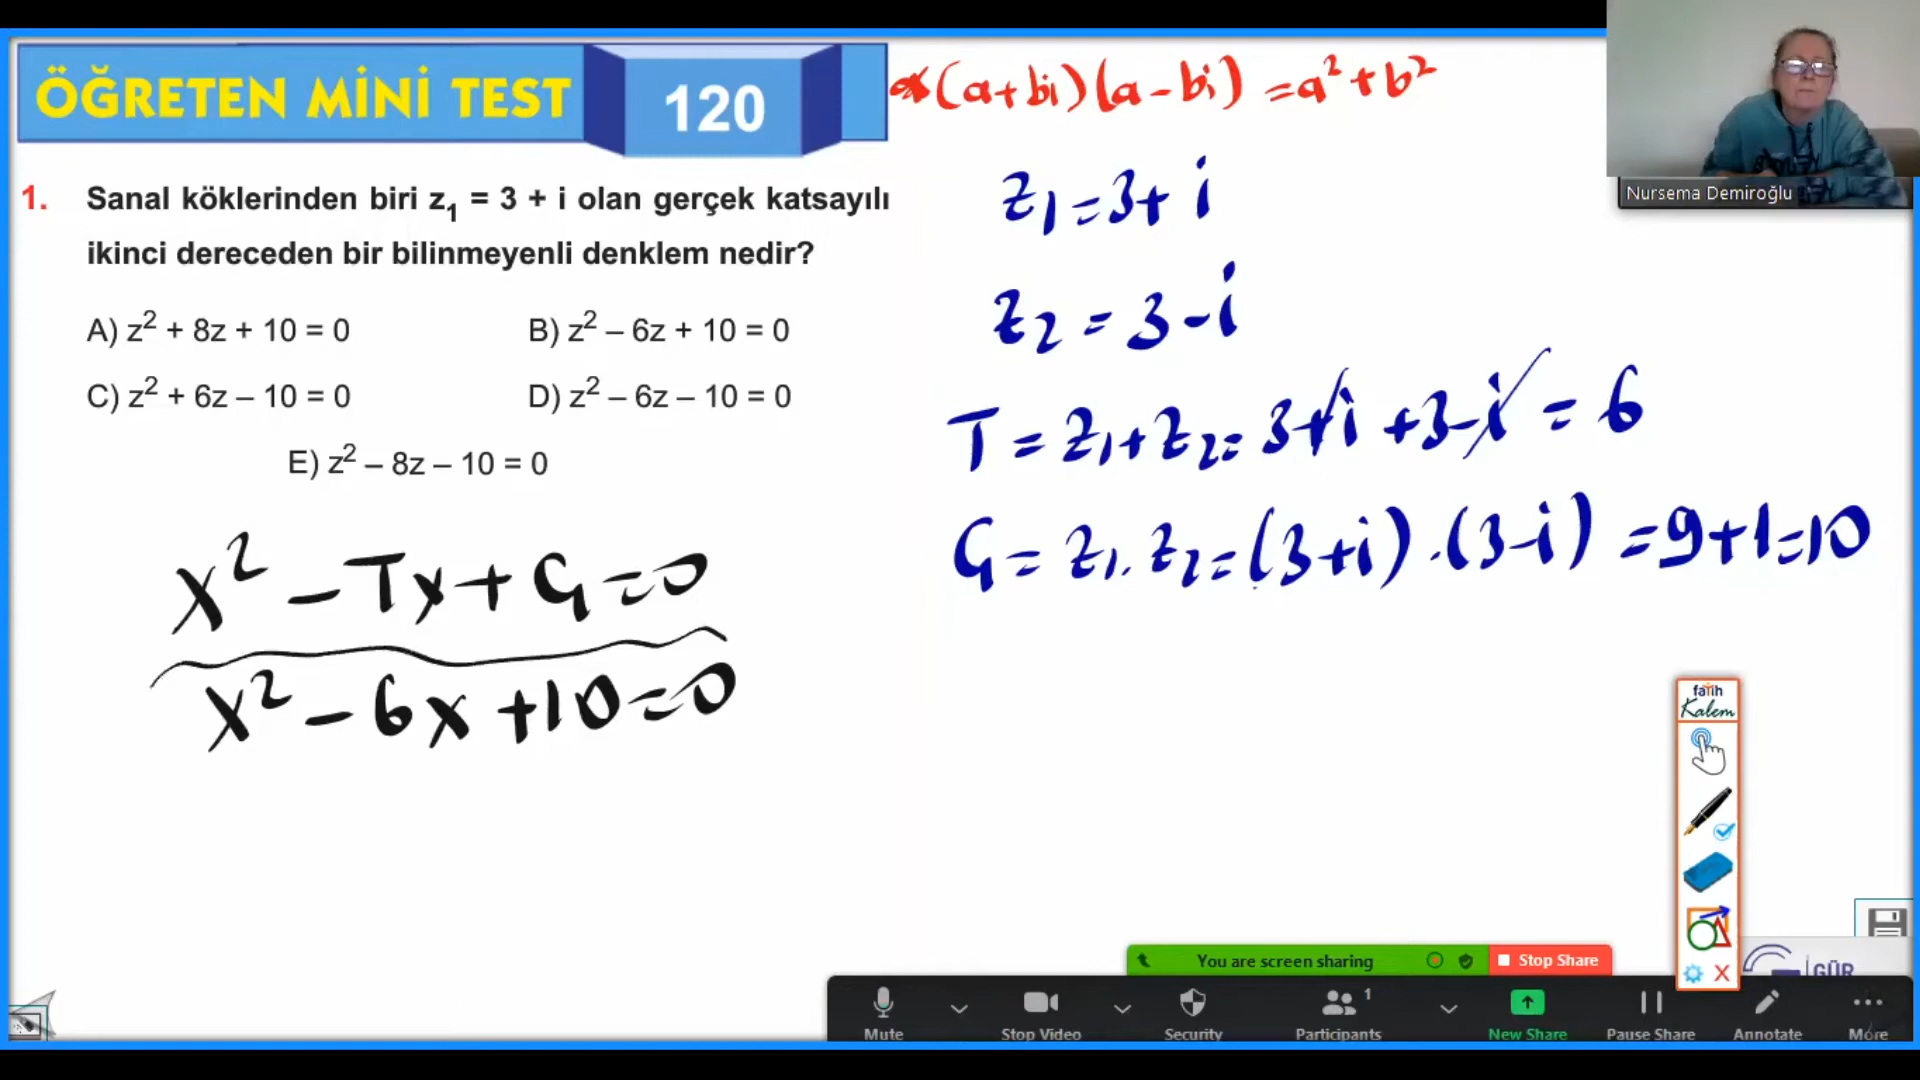 ÖĞRETEN MİNİ TEST 120
(a+bi)(a-bi) = a² + b²
Nursema Demiroğlu
1. Sanal köklerinden biri z₁ = 3 + i olan gerçek katsayılı
ikinci dereceden bir bilinmeyenli denklem nedir?
A) z² + 8z + 10 = 0
B) z² – 6z + 10 = 0
C) z² + 6z – 10 = 0
D) z² – 6z – 10 = 0
E) z² – 8z – 10 = 0
z₁ = 3 + i
z₂ = 3 - i
T = z₁ + z₂ = 3 + i + 3 - i = 6
Ç = z₁ . z₂ = (3+i) . (3-i) = 9+1=10
x² - Tx + Ç = 0
x² - 6x + 10 = 0
fatih
Kalem
GÜR
You are screen sharing
Stop Share
Mute
Stop Video
Security
Participants 1
New Share
Pause Share
Annotate
More